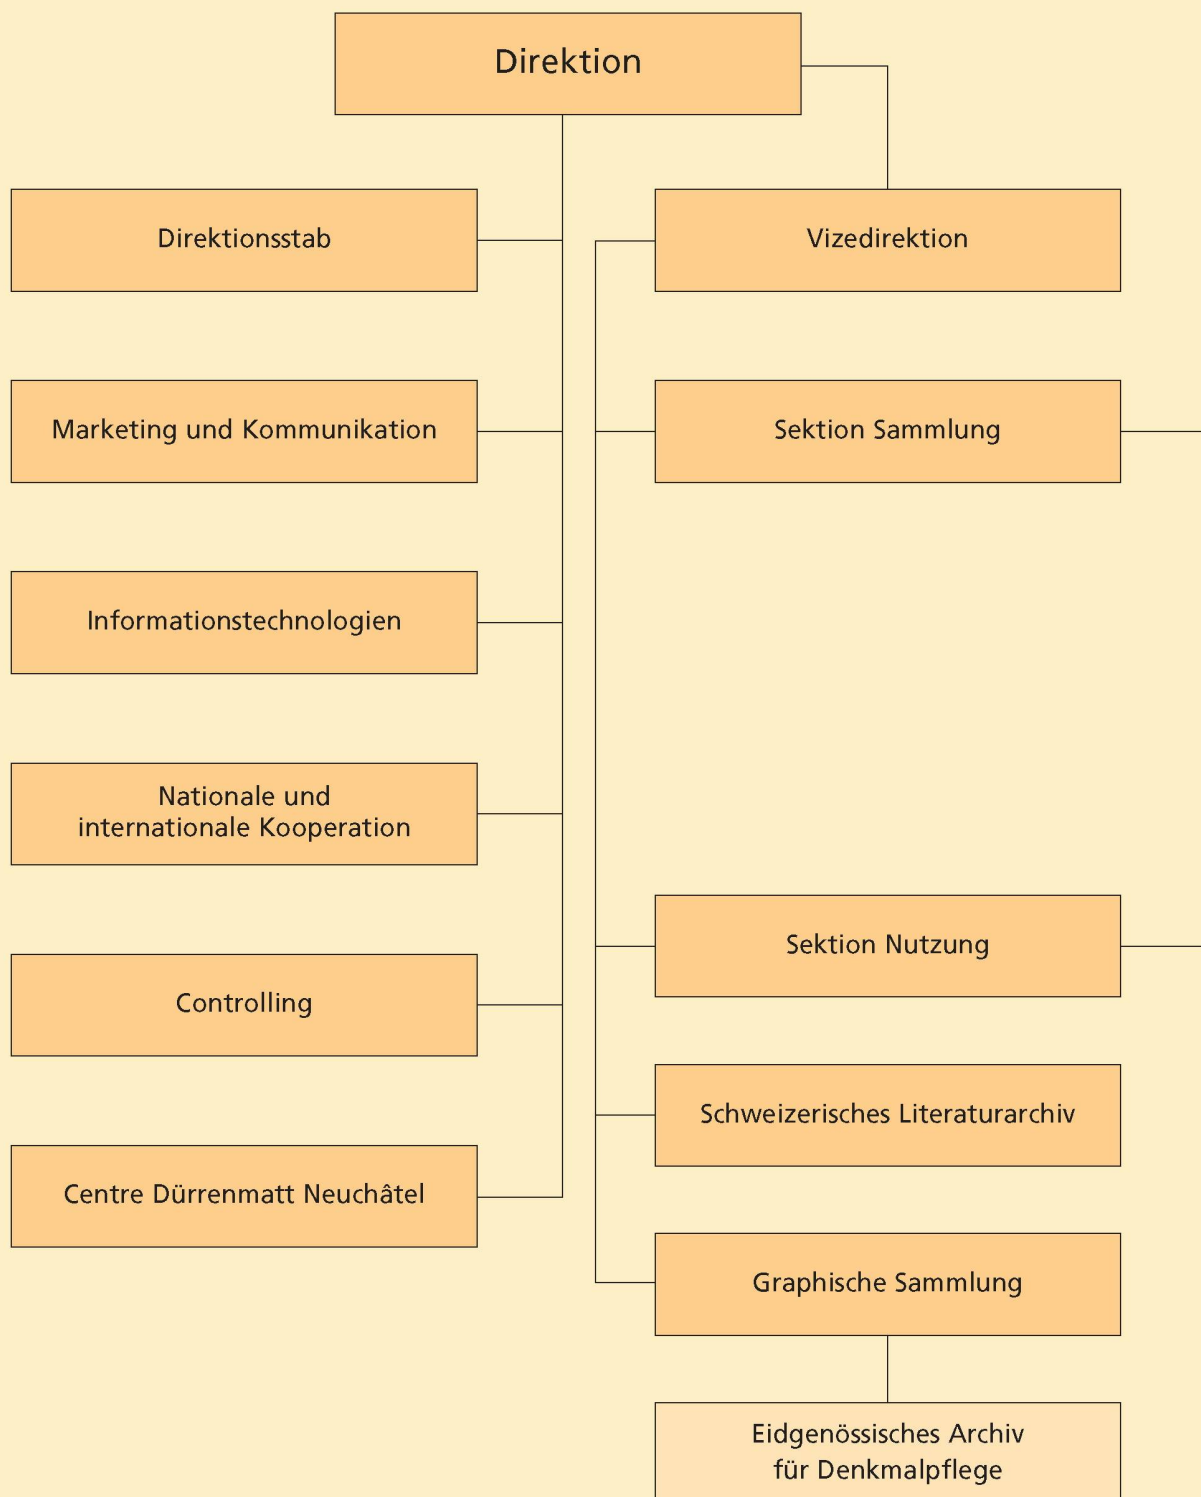 Direktion
Direktionsstab
Vizedirektion
Marketing und Kommunikation
Sektion Sammlung
Informationstechnologien
Nationale und
internationale Kooperation
Sektion Nutzung
Controlling
Schweizerisches Literaturarchiv
Centre Dürrenmatt Neuchâtel
Graphische Sammlung
Eidgenössisches Archiv
für Denkmalpflege